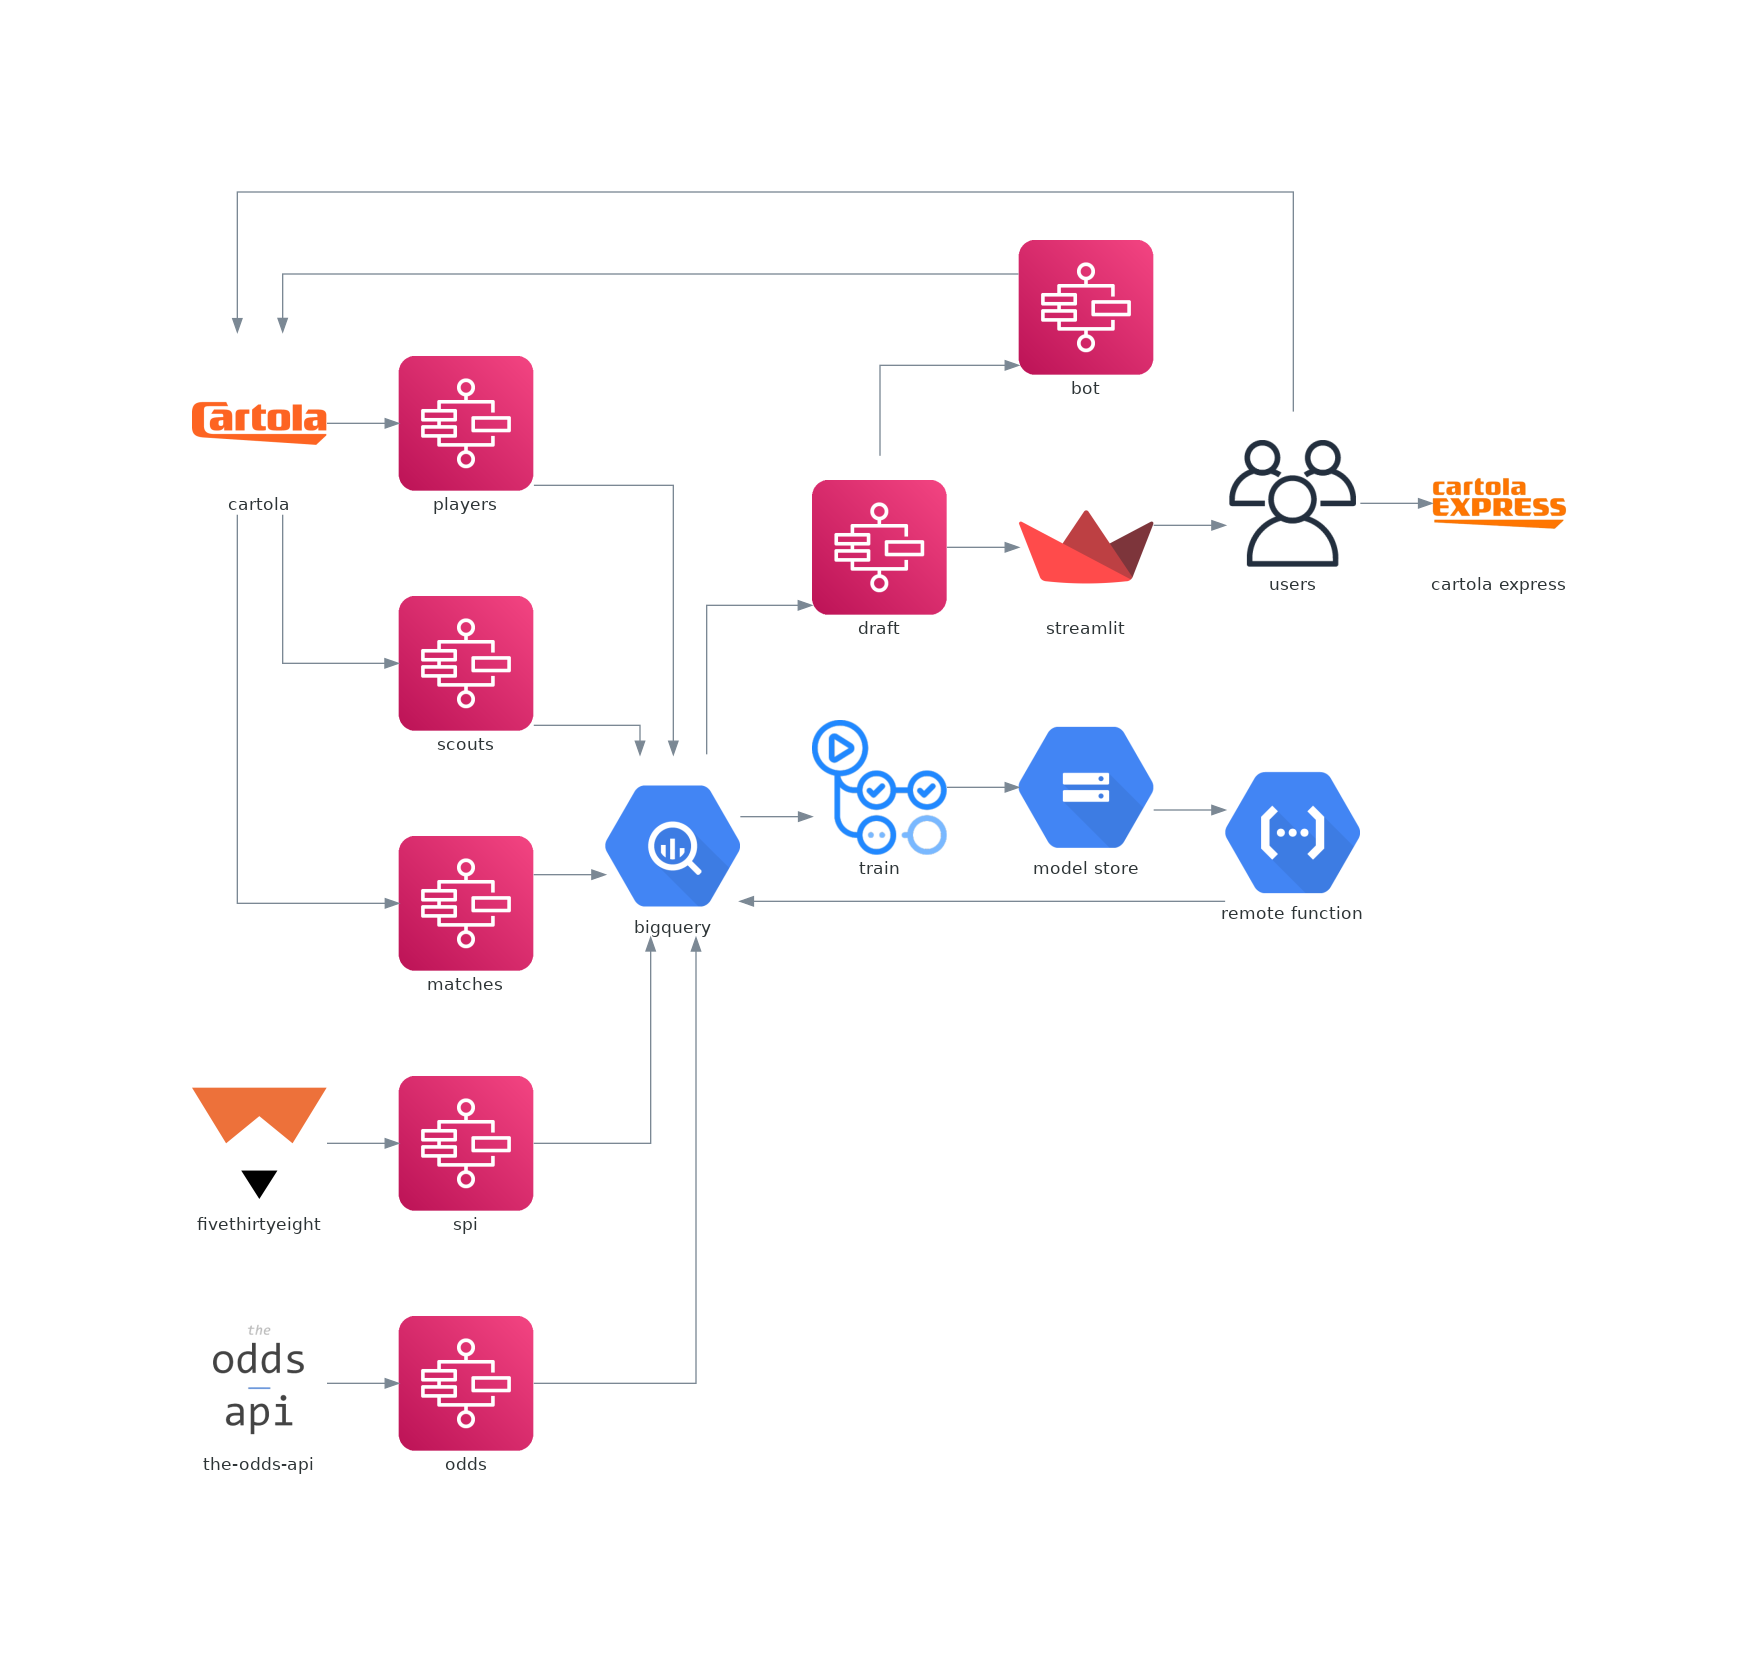 bot
Cartola
cartola
players
cartola
EXPRESS
users
cartola express
draft
streamlit
scouts
train
model store
remote function
bigquery
matches
fivethirtyeight
spi
the
odds
api
the-odds-api
odds